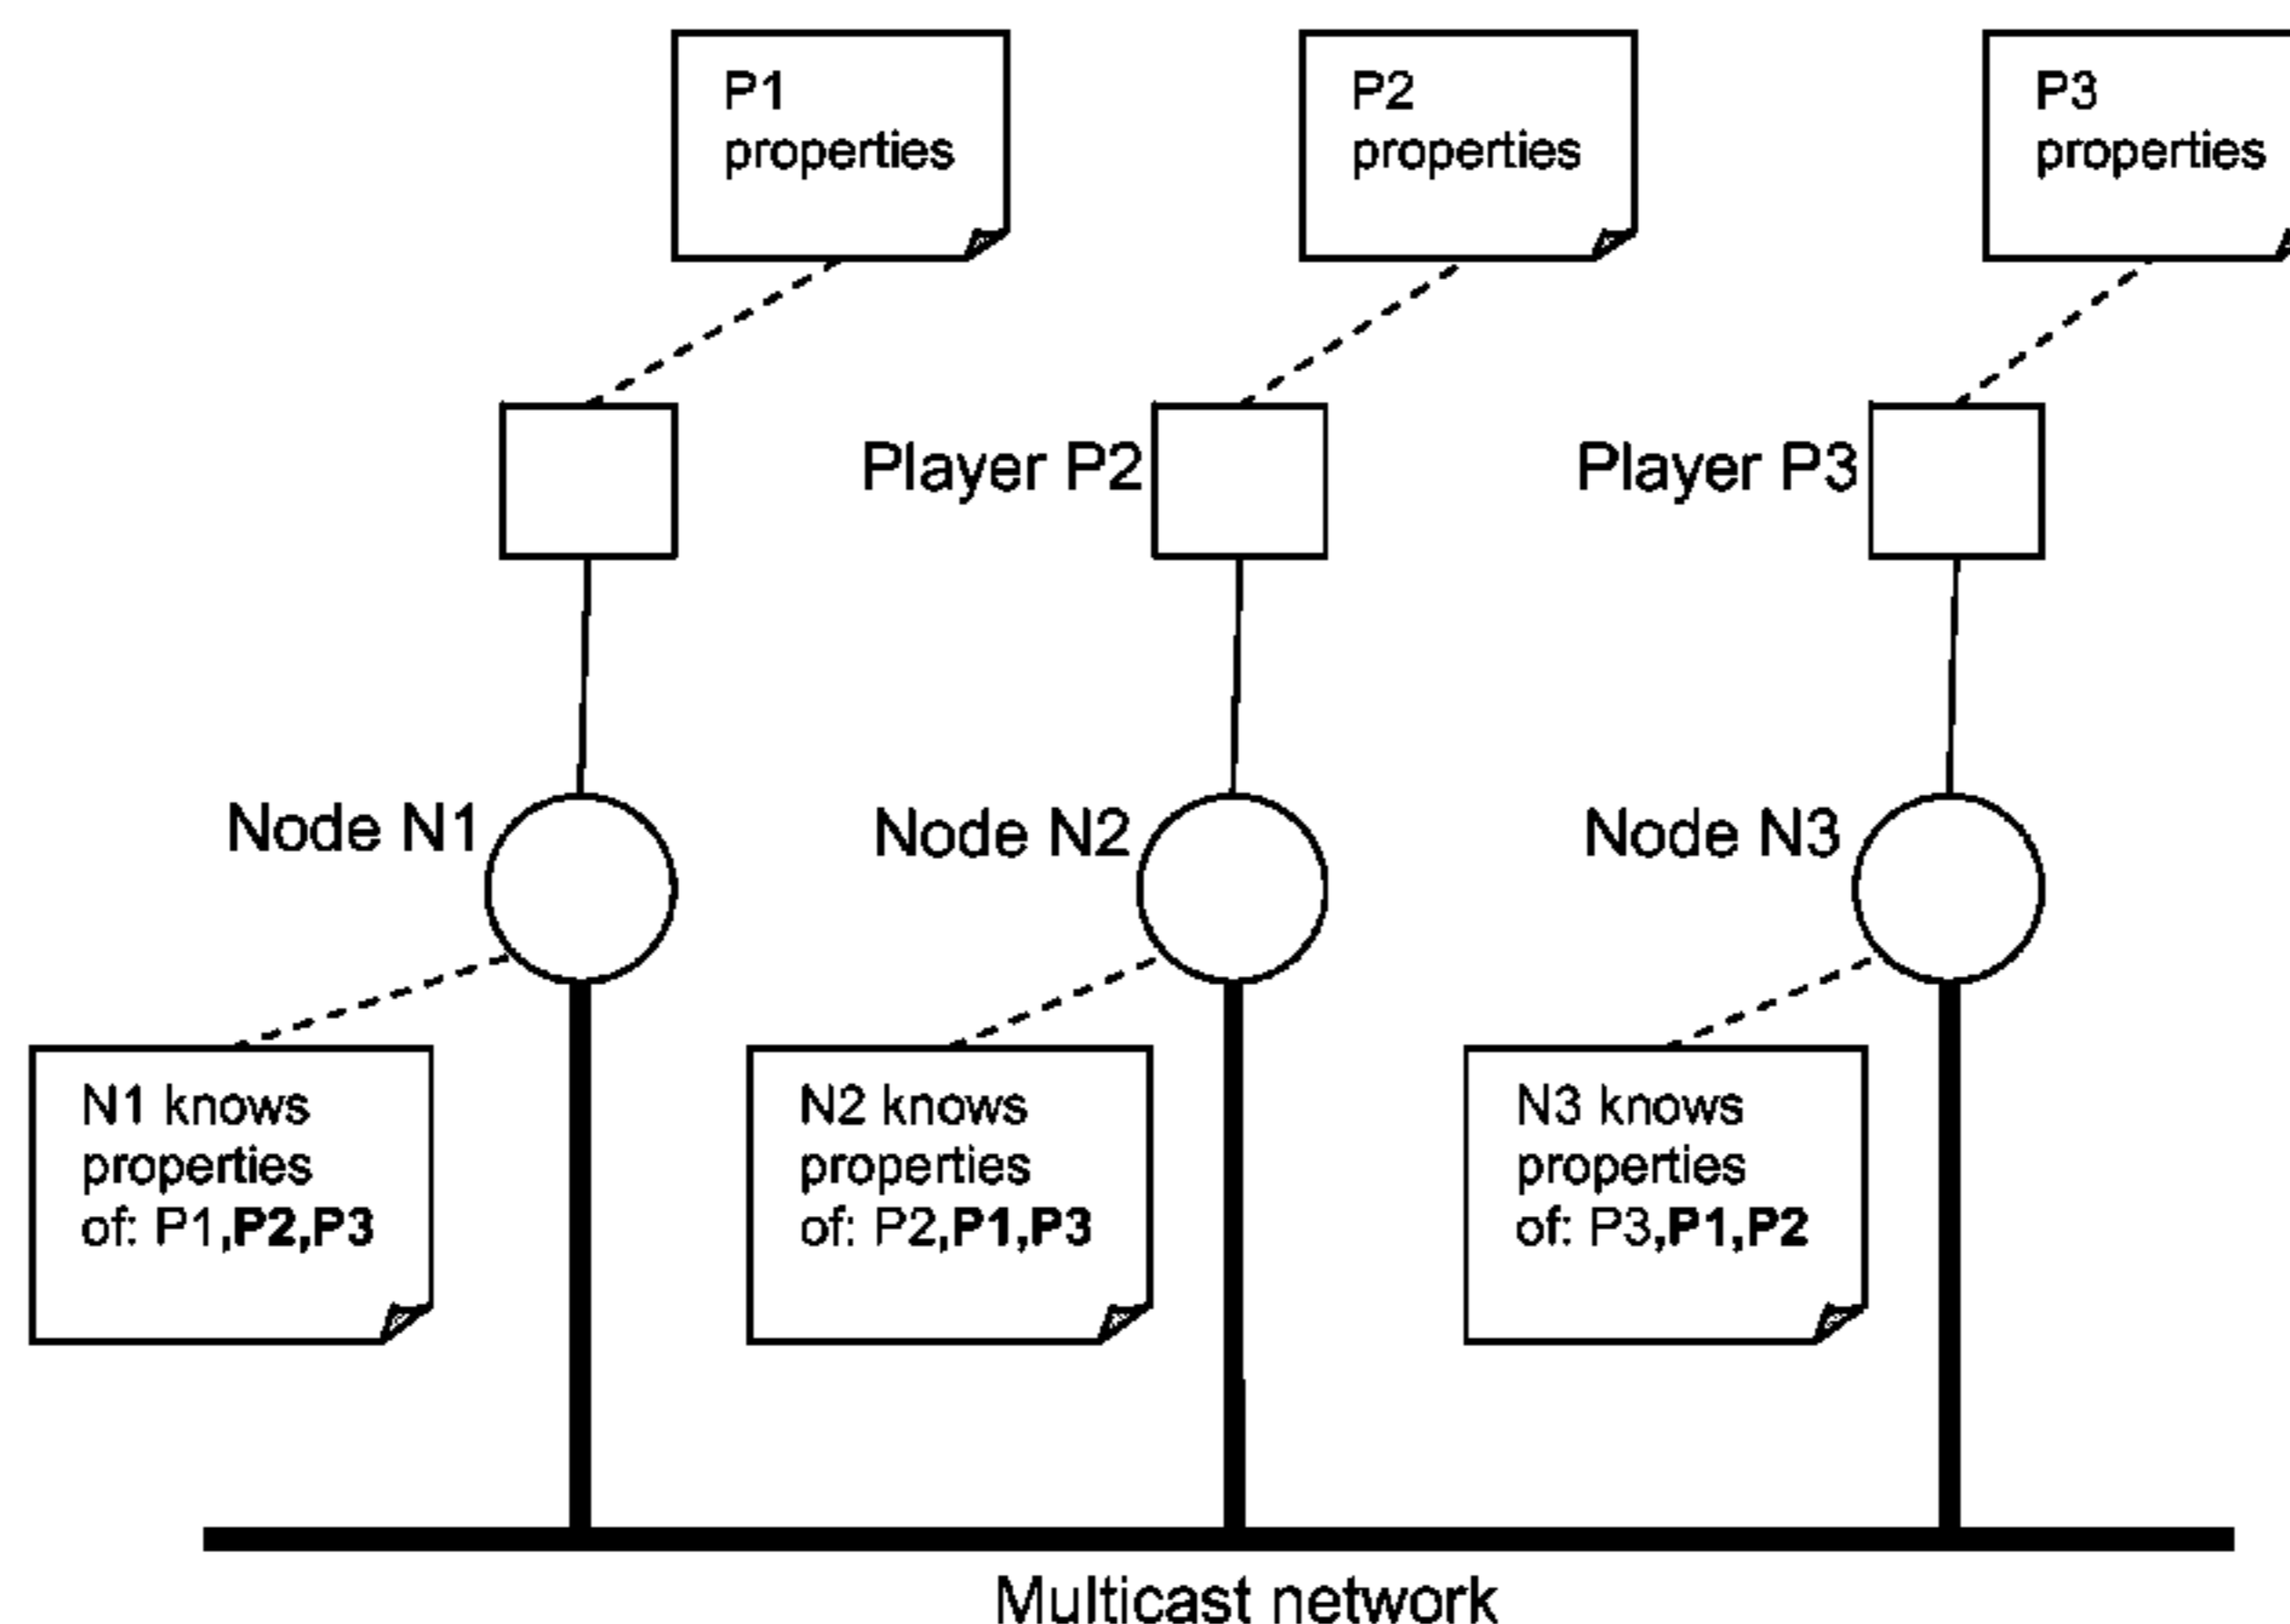 P1
properties
P2
properties
P3
properties
Player P2
Player P3
Node N1
Node N2
Node N3
N1 knows
properties
of: P1,P2,P3
N2 knows
properties
of: P2,P1,P3
N3 knows
properties
of: P3,P1,P2
Multicast network